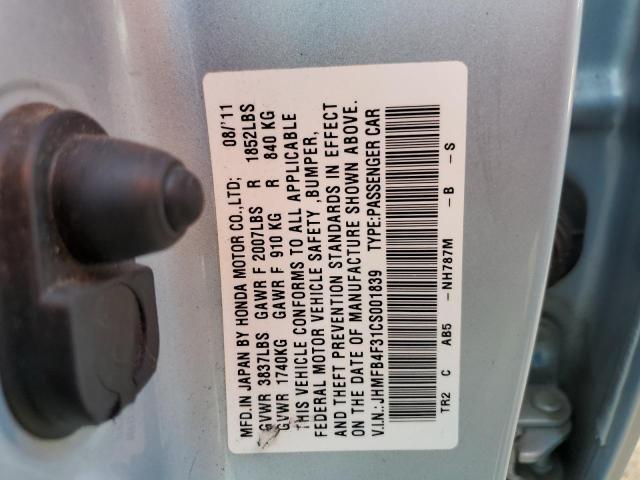 MFD.IN JAPAN BY HONDA MOTOR CO.,LTD; 08/'11
GVWR 3837LBS GAWR F 2007LBS R 1852LBS
GVWR 1740KG GAWR F 910 KG R 840 KG
THIS VEHICLE CONFORMS TO ALL APPLICABLE
FEDERAL MOTOR VEHICLE SAFETY ,BUMPER,
AND THEFT PREVENTION STANDARDS IN EFFECT
ON THE DATE OF MANUFACTURE SHOWN ABOVE.
V.I.N.:JHMFB4F31CS001839 TYPE:PASSENGER CAR
TR2 C AB5 -NH787M -B -S